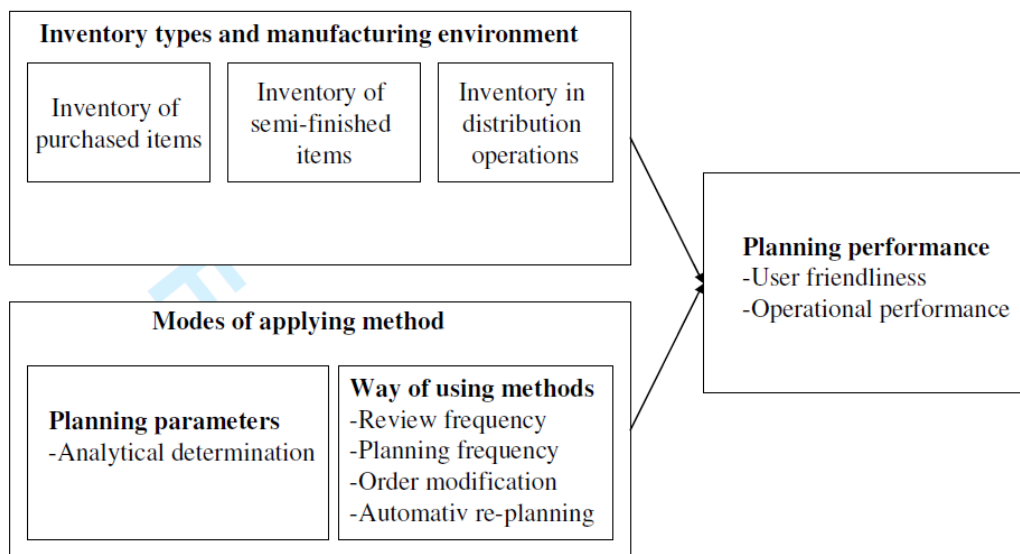 Inventory types and manufacturing environment
Inventory of
purchased items
Inventory of
semi-finished
items
Inventory in
distribution
operations
Planning performance
-User friendliness
-Operational performance
Modes of applying method
Planning parameters
-Analytical determination
Way of using methods
-Review frequency
-Planning frequency
-Order modification
-Automativ re-planning